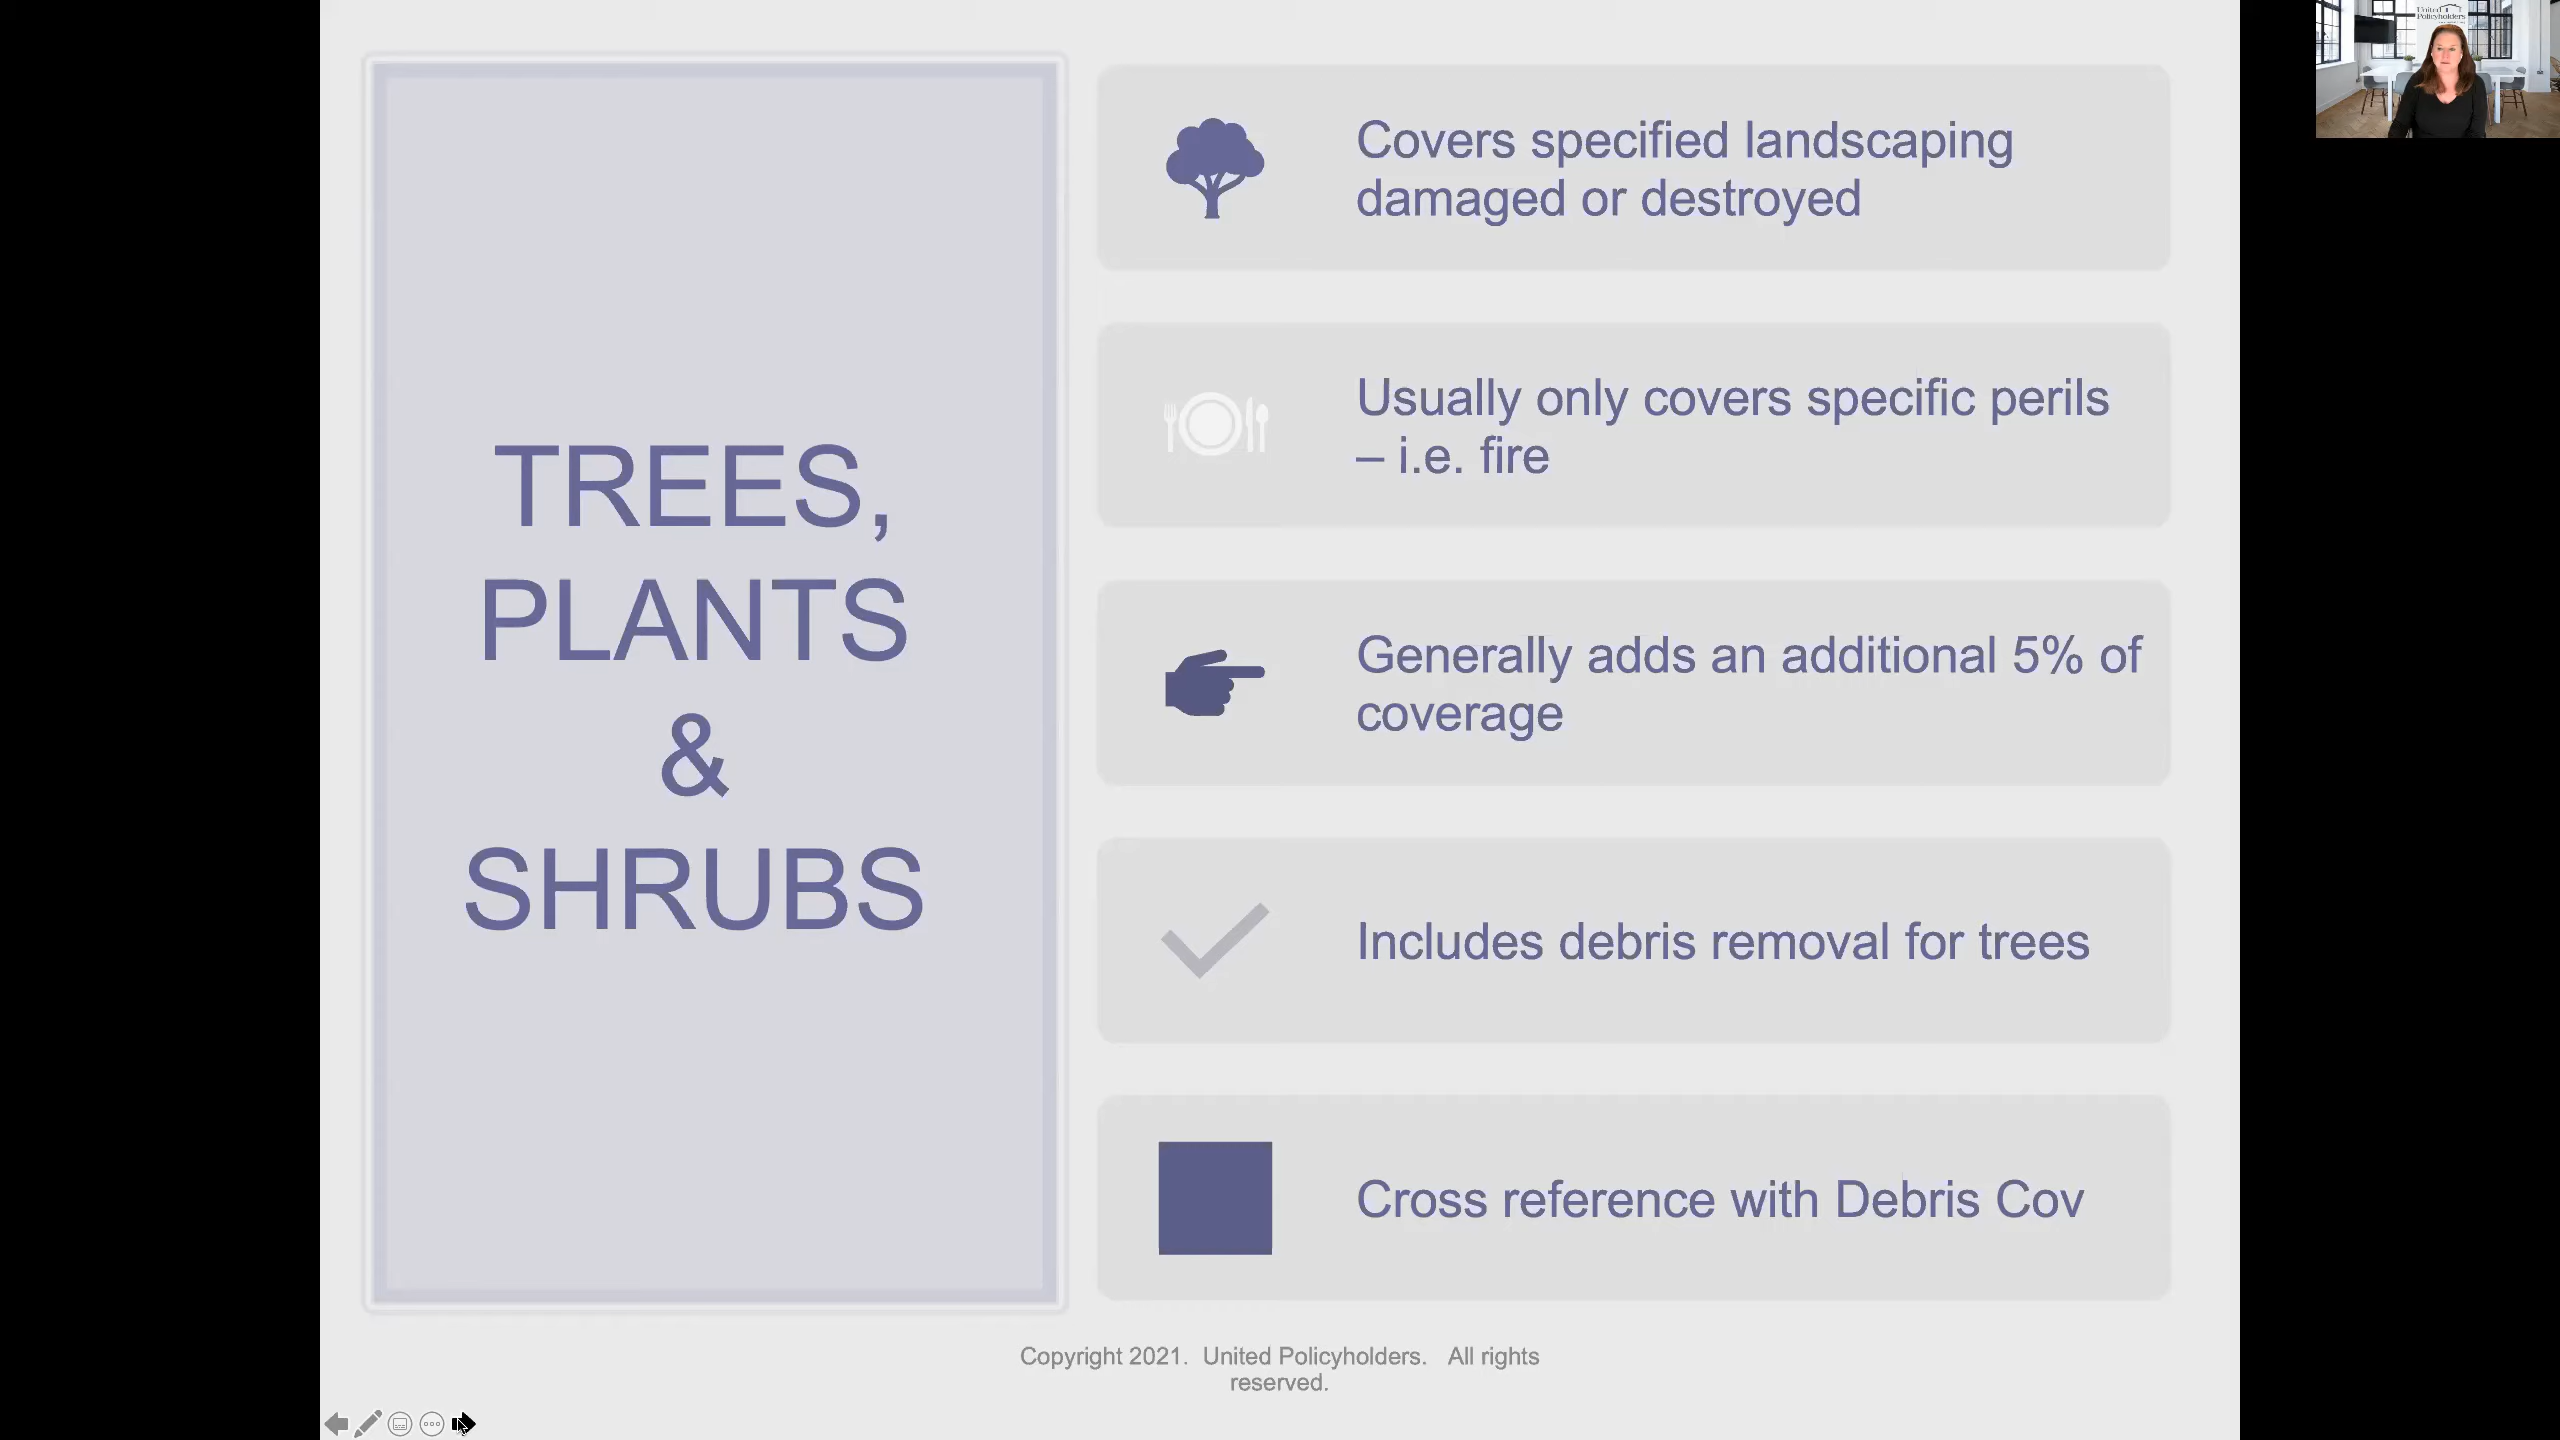 TREES,
PLANTS
&
SHRUBS
Covers specified landscaping
damaged or destroyed
Usually only covers specific perils
– i.e. fire
Generally adds an additional 5% of
coverage
Includes debris removal for trees
Cross reference with Debris Cov
Copyright 2021.  United Policyholders.   All rights
reserved.
United
Policyholders